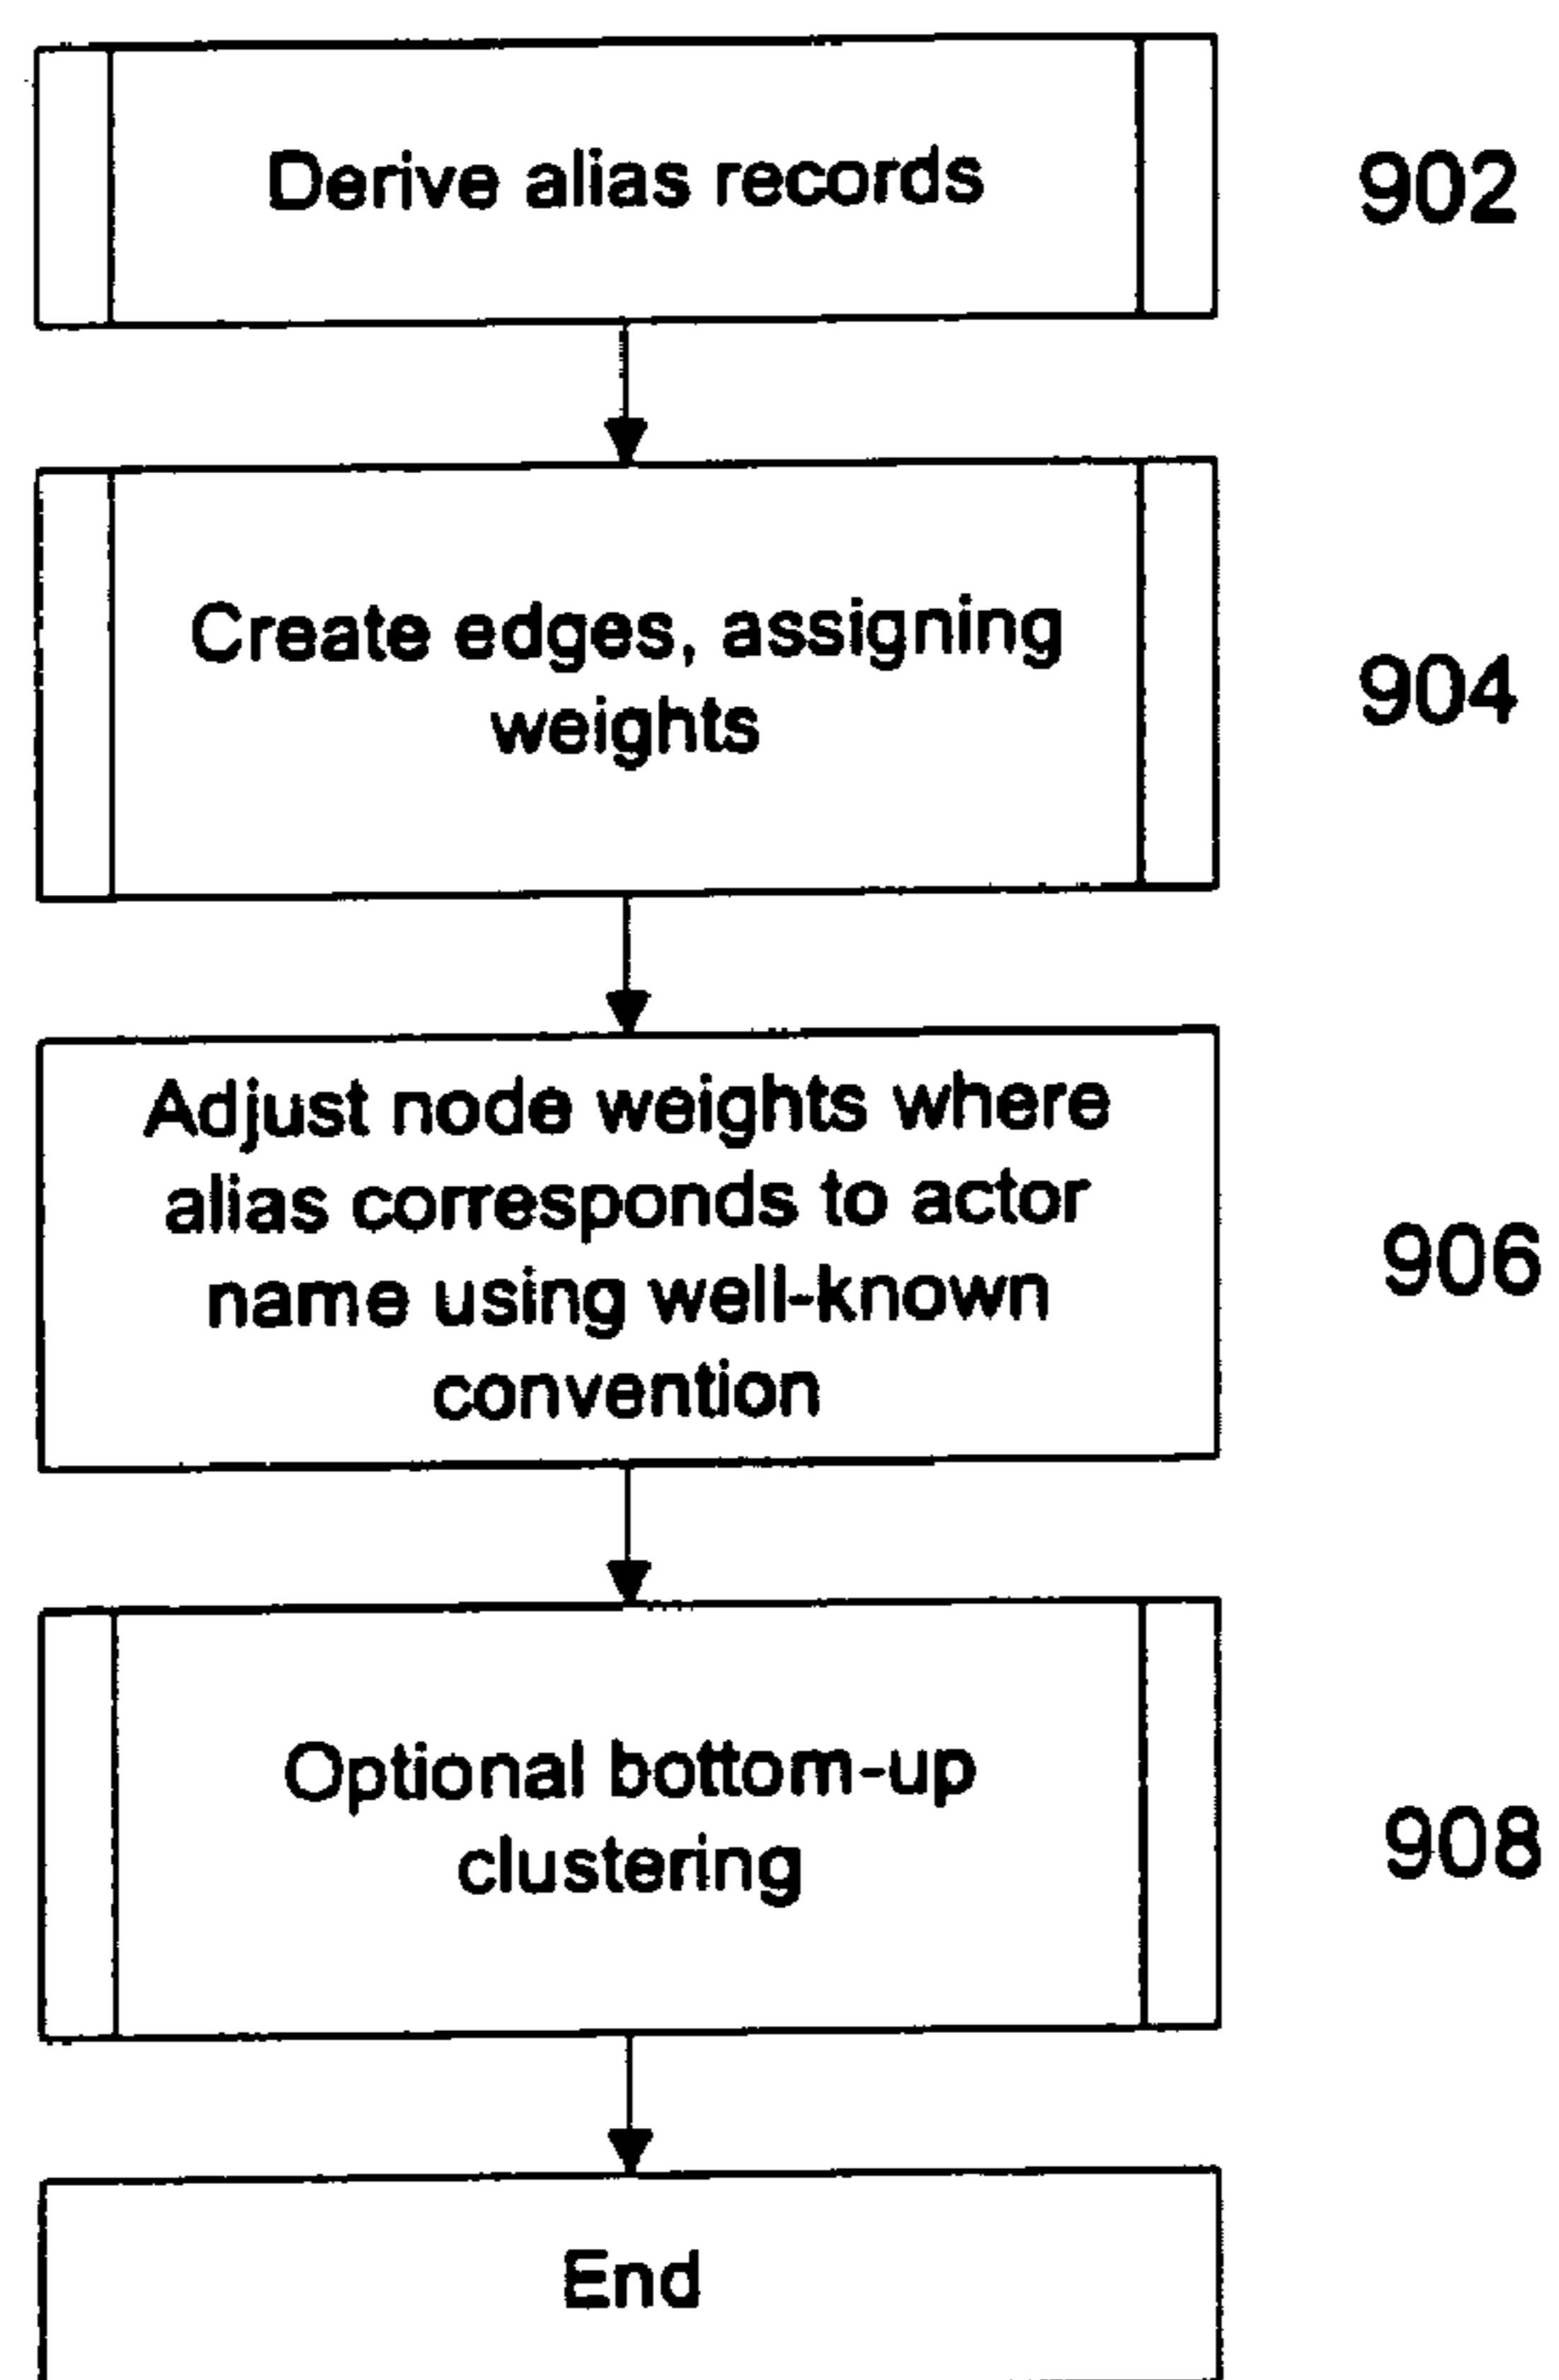 Derive alias records
902
Create edges, assigning
weights
904
Adjust node weights where
alias corresponds to actor
name using well-known
convention
906
Optional bottom-up
clustering
908
End